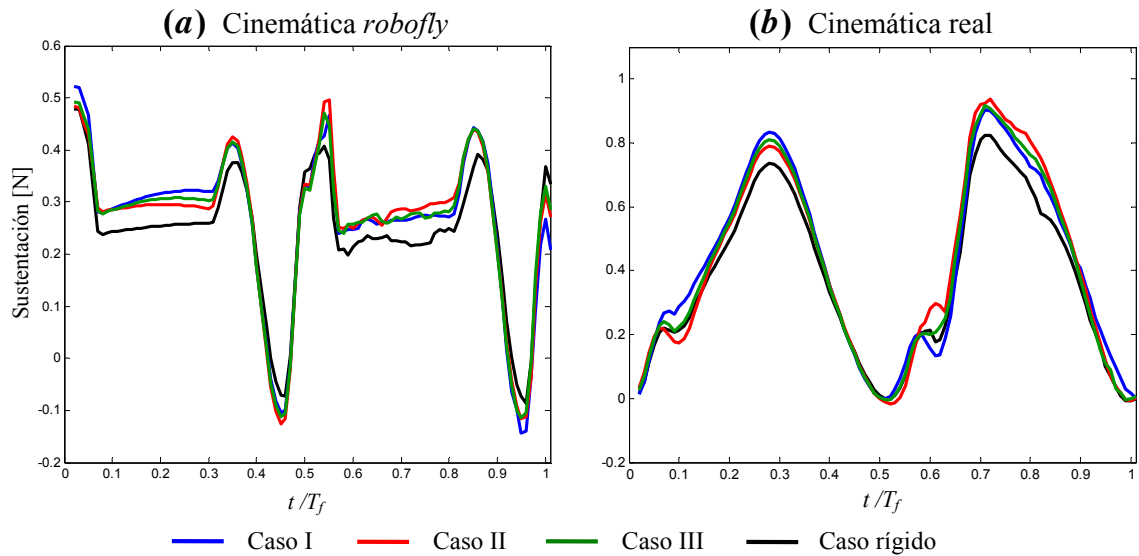 (a) Cinemática robofly
(b) Cinemática real
Sustentación [N]
0.6
0.5
0.4
0.3
0.2
0.1
0
-0.1
-0.2
0 0.1 0.2 0.3 0.4 0.5 0.6 0.7 0.8 0.9 1
t /Tf
1
0.8
0.6
0.4
0.2
0
-0.2
0 0.1 0.2 0.3 0.4 0.5 0.6 0.7 0.8 0.9 1
t /Tf
Caso I Caso II Caso III Caso rígido